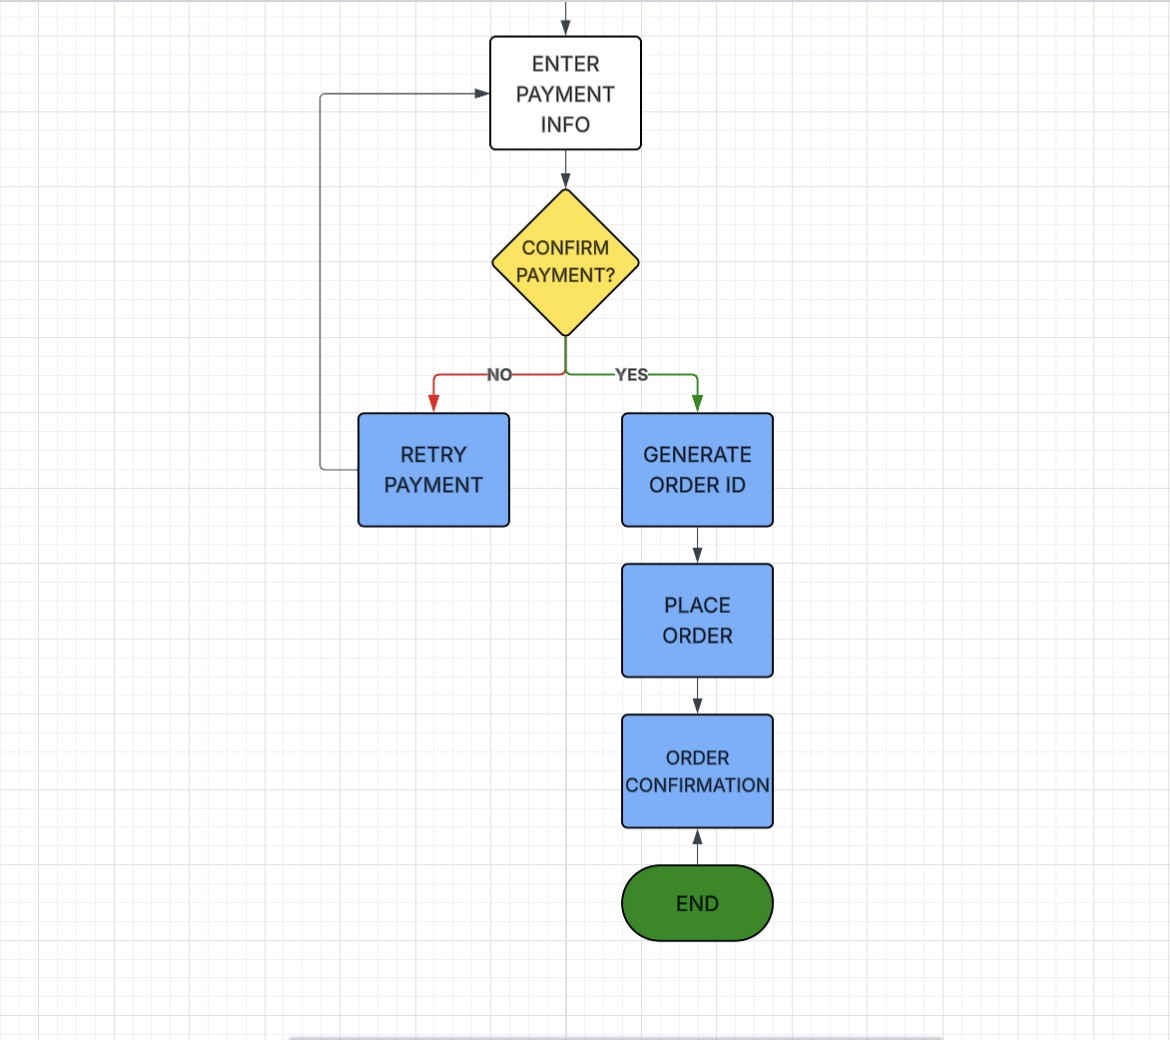 ENTER
PAYMENT
INFO
CONFIRM
PAYMENT?
NO
YES
RETRY
PAYMENT
GENERATE
ORDER ID
PLACE
ORDER
ORDER
CONFIRMATION
END